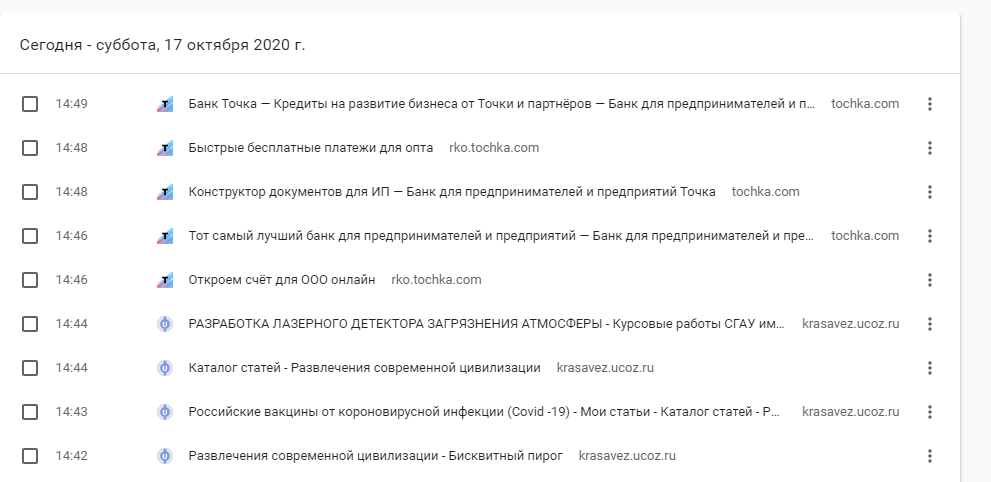 Сегодня - суббота, 17 октября 2020 г.
14:49 Банк Точка — Кредиты на развитие бизнеса от Точки и партнёров — Банк для предпринимателей и п... tochka.com
14:48 Быстрые бесплатные платежи для опта rko.tochka.com
14:48 Конструктор документов для ИП — Банк для предпринимателей и предприятий Точка tochka.com
14:46 Тот самый лучший банк для предпринимателей и предприятий — Банк для предпринимателей и пре... tochka.com
14:46 Откроем счёт для ООО онлайн rko.tochka.com
14:44 РАЗРАБОТКА ЛАЗЕРНОГО ДЕТЕКТОРА ЗАГРЯЗНЕНИЯ АТМОСФЕРЫ - Курсовые работы СГАУ им... krasavez.ucoz.ru
14:44 Каталог статей - Развлечения современной цивилизации krasavez.ucoz.ru
14:43 Российские вакцины от короновирусной инфекции (Covid -19) - Мои статьи - Каталог статей - Р... krasavez.ucoz.ru
14:42 Развлечения современной цивилизации - Бисквитный пирог krasavez.ucoz.ru